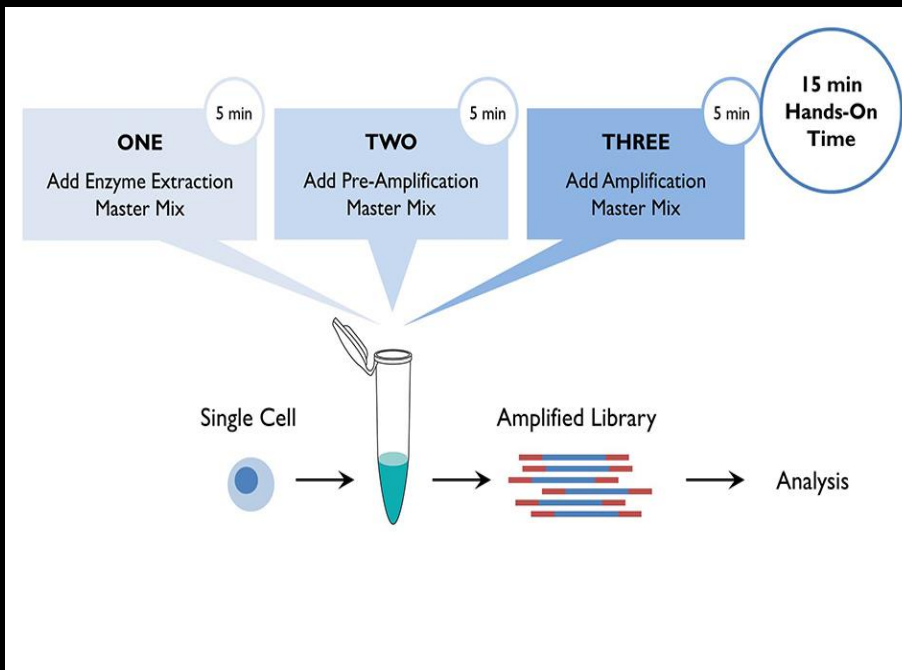 5 min
ONE
Add Enzyme Extraction
Master Mix
5 min
TWO
Add Pre-Amplification
Master Mix
5 min
THREE
Add Amplification
Master Mix
15 min
Hands-On
Time
Single Cell
Amplified Library
Analysis